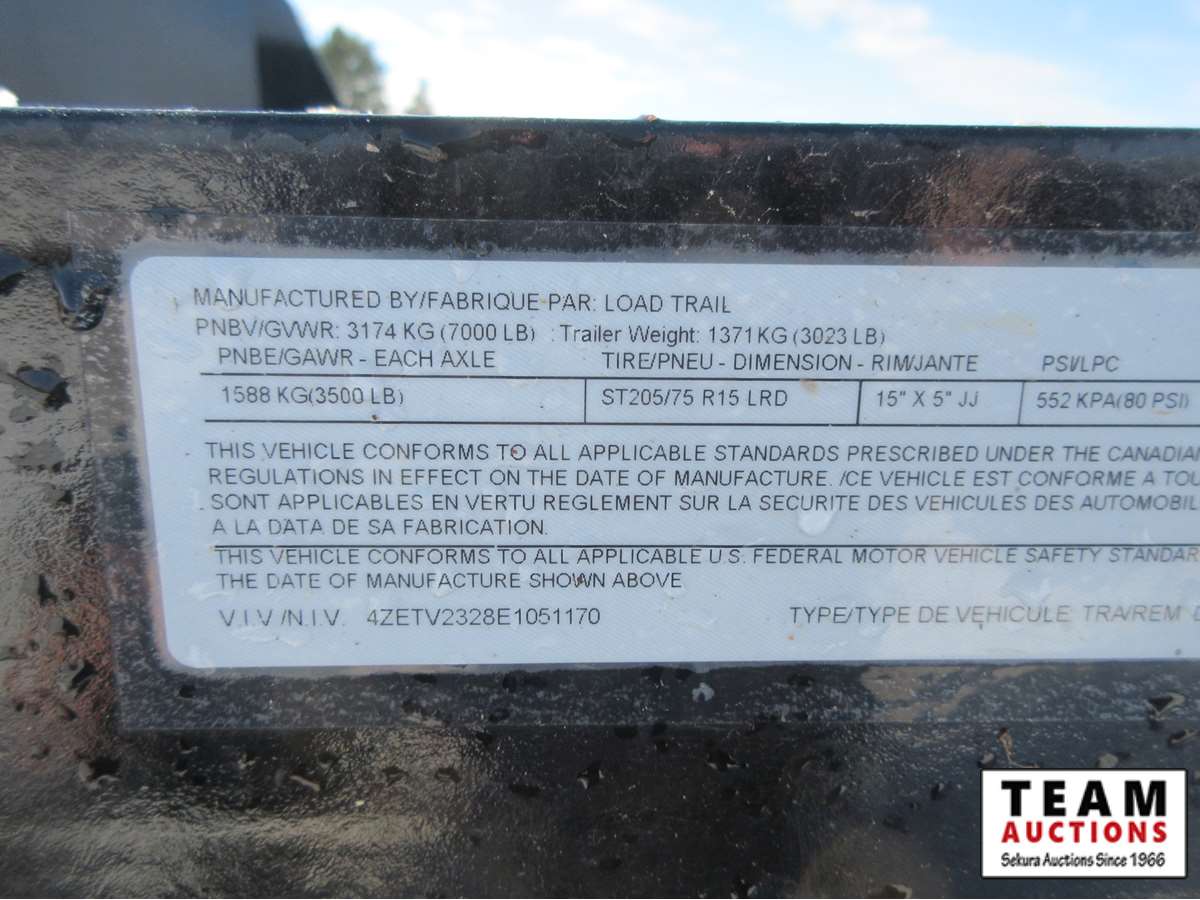 MANUFACTURED BY/FABRIQUE PAR: LOAD TRAIL
PNBV/GVWR: 3174 KG (7000 LB) : Trailer Weight: 1371KG (3023 LB)
PNBE/GAWR - EACH AXLE TIRE/PNEU - DIMENSION - RIM/JANTE PSI/LPC
1588 KG(3500 LB) ST205/75 R15 LRD 15" X 5" JJ 552 KPA(80 PSI)
THIS VEHICLE CONFORMS TO ALL APPLICABLE STANDARDS PRESCRIBED UNDER THE CANADIAN
REGULATIONS IN EFFECT ON THE DATE OF MANUFACTURE. /CE VEHICLE EST CONFORME A TOU
SONT APPLICABLES EN VERTU REGLEMENT SUR LA SECURITE DES VEHICULES DES AUTOMOBIL
A LA DATA DE SA FABRICATION.
THIS VEHICLE CONFORMS TO ALL APPLICABLE U.S. FEDERAL MOTOR VEHICLE SAFETY STANDAR
THE DATE OF MANUFACTURE SHOWN ABOVE
V.I.V /N.I.V. 4ZETV2328E1051170 TYPE/TYPE DE VEHICULE: TRA/REM
TEAM
AUCTIONS
Sekura Auctions Since 1966